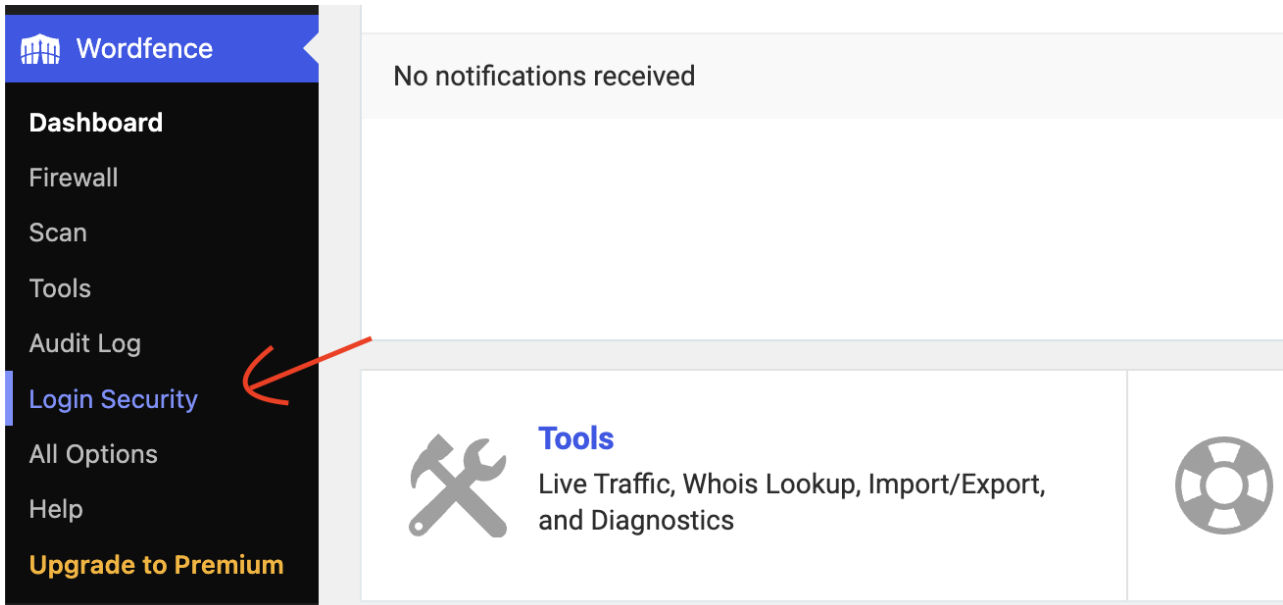 Wordfence
Dashboard
Firewall
Scan
Tools
Audit Log
Login Security
All Options
Help
Upgrade to Premium
No notifications received
Tools
Live Traffic, Whois Lookup, Import/Export,
and Diagnostics